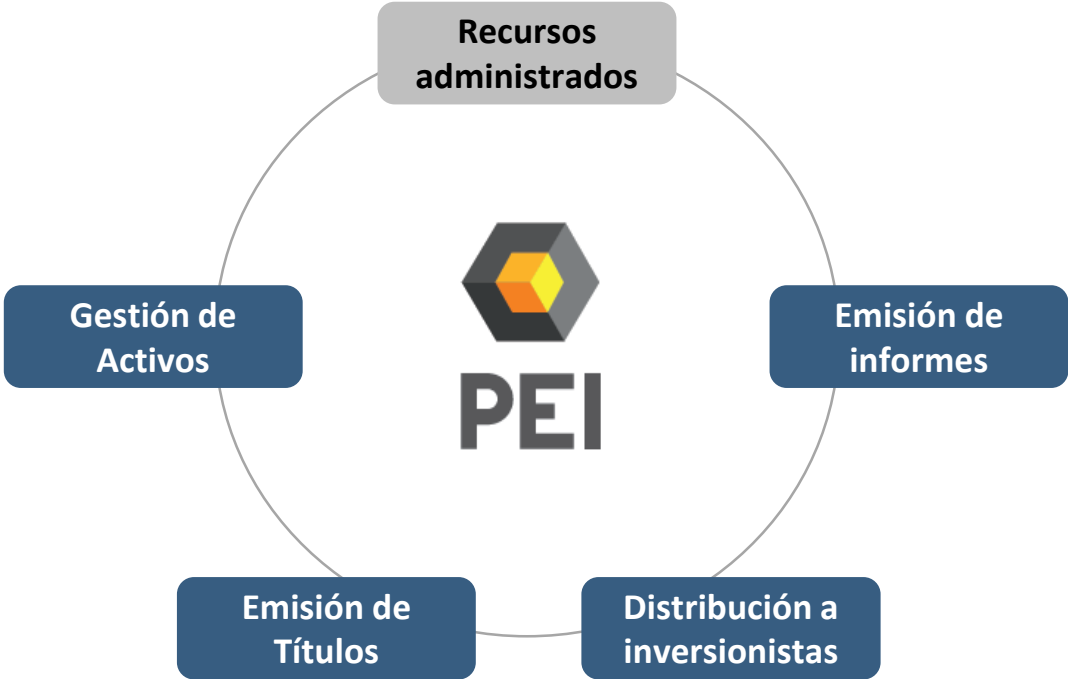 Recursos
administrados
Gestión de
Activos
Emisión de
informes
PEI
Emisión de
Títulos
Distribución a
inversionistas